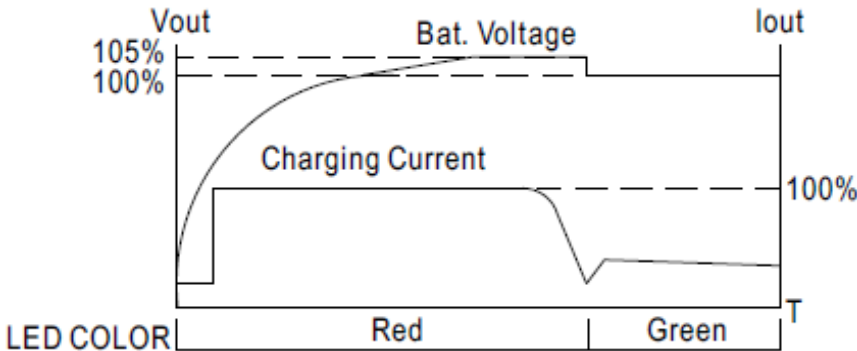 Vout Iout
105% Bat. Voltage
100%
Charging Current
100%
T
LED COLOR Red Green